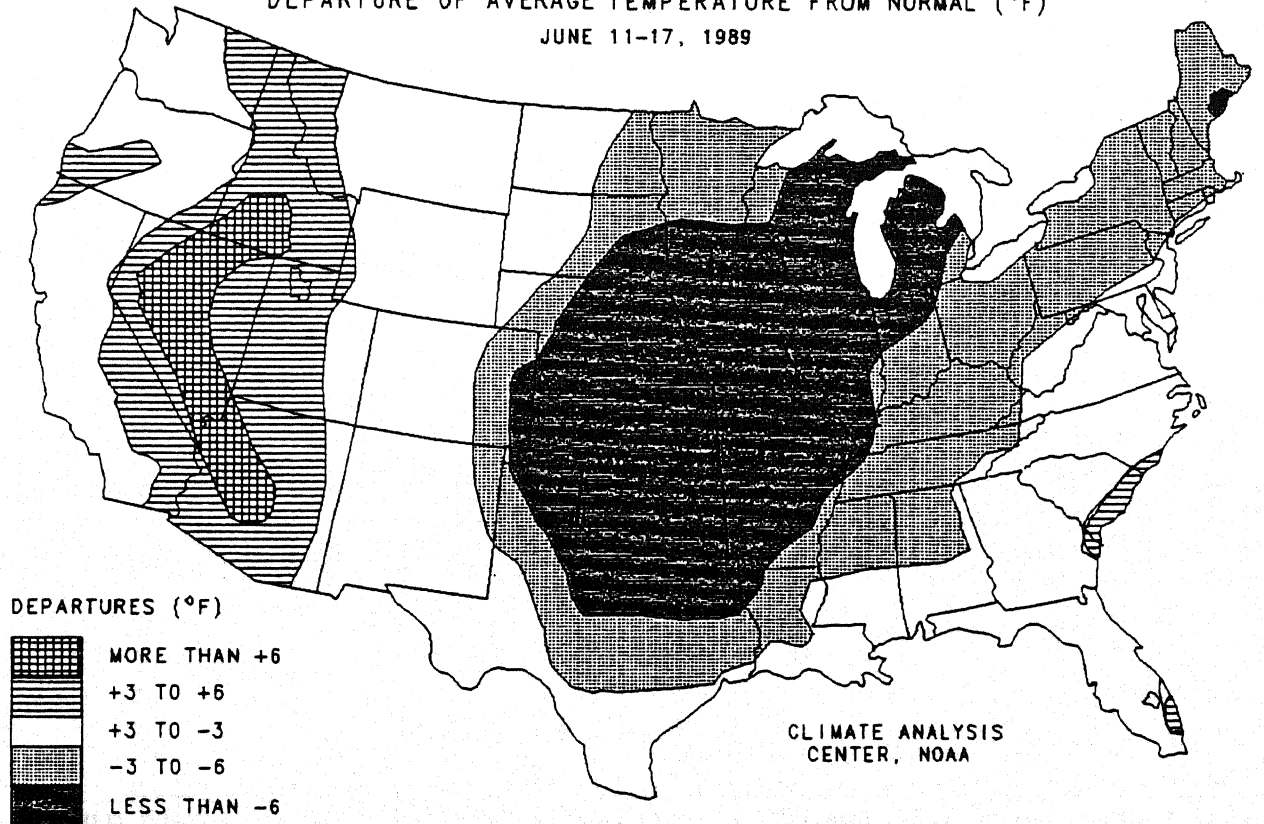 DEPARTURE OF AVERAGE TEMPERATURE FROM NORMAL (°F)
JUNE 11-17, 1989
DEPARTURES (°F)
MORE THAN +6
+3 TO +6
+3 TO -3
-3 TO -6
LESS THAN -6
CLIMATE ANALYSIS
CENTER, NOAA